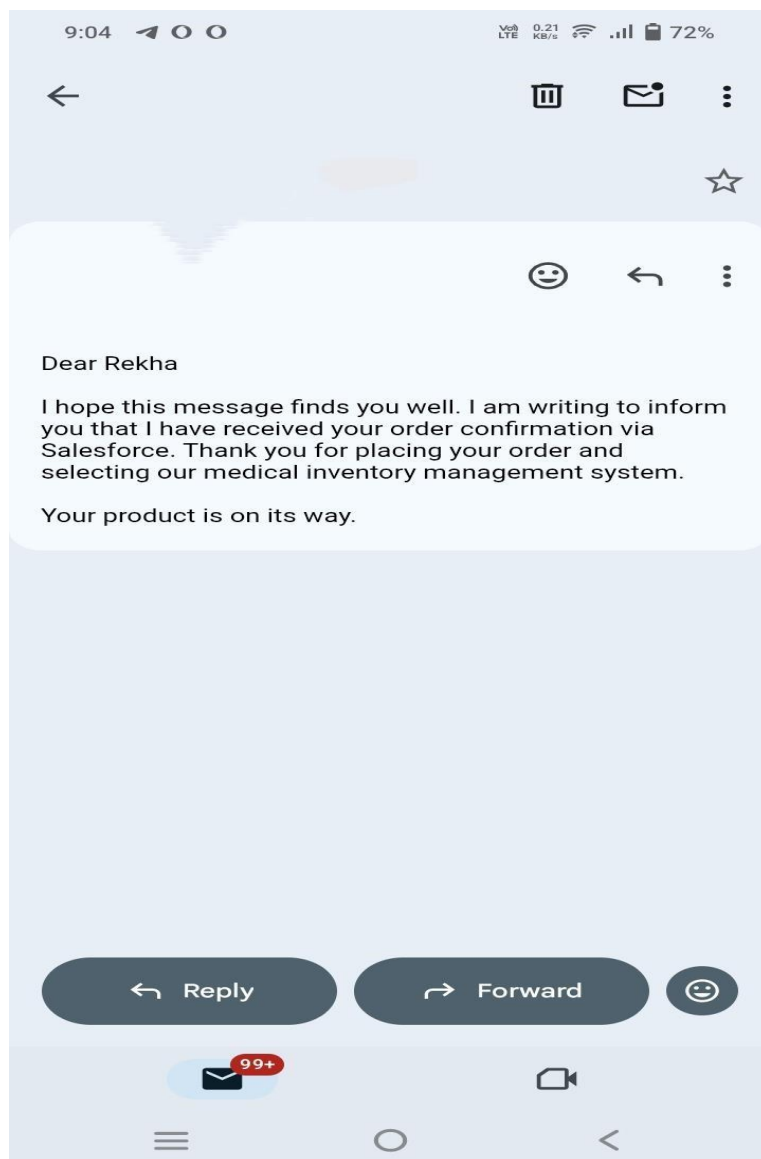 9:04 Vo) LTE 0.21 KB/s 72%
Dear Rekha
I hope this message finds you well. I am writing to inform
you that I have received your order confirmation via
Salesforce. Thank you for placing your order and
selecting our medical inventory management system.
Your product is on its way.
Reply Forward
99+